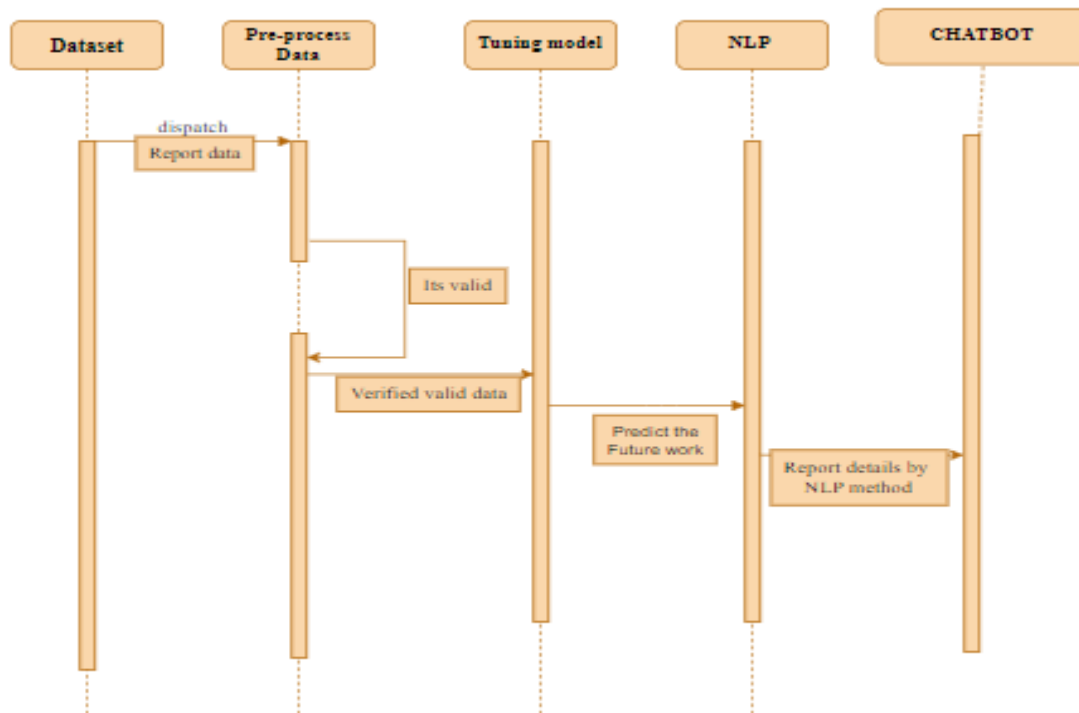 Dataset
Pre-process
Data
Tuning model
NLP
CHATBOT
dispatch
Report data
Its valid
Verified valid data
Predict the
Future work
Report details by
NLP method